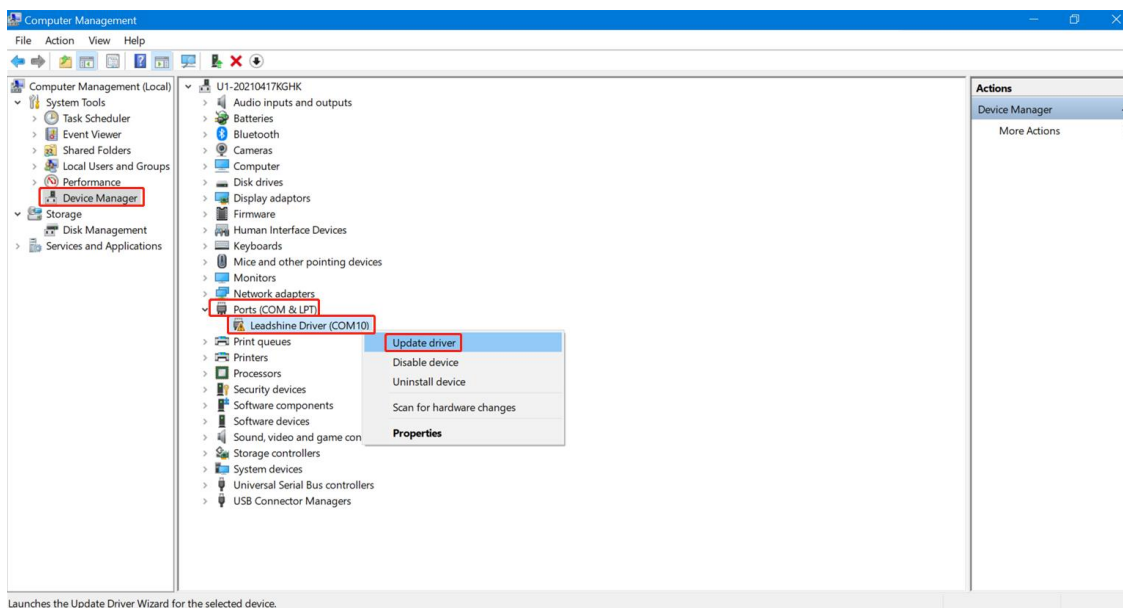 Computer Management
File Action View Help
Computer Management (Local)
System Tools
Task Scheduler
Event Viewer
Shared Folders
Local Users and Groups
Performance
Device Manager
Storage
Disk Management
Services and Applications
U1-20210417KGHK
Audio inputs and outputs
Batteries
Bluetooth
Cameras
Computer
Disk drives
Display adaptors
Firmware
Human Interface Devices
Keyboards
Mice and other pointing devices
Monitors
Network adapters
Ports (COM & LPT)
Leadshine Driver (COM10)
Print queues
Printers
Processors
Security devices
Software components
Software devices
Sound, video and game con
Storage controllers
System devices
Universal Serial Bus controllers
USB Connector Managers
Update driver
Disable device
Uninstall device
Scan for hardware changes
Properties
Actions
Device Manager
More Actions
Launches the Update Driver Wizard for the selected device.